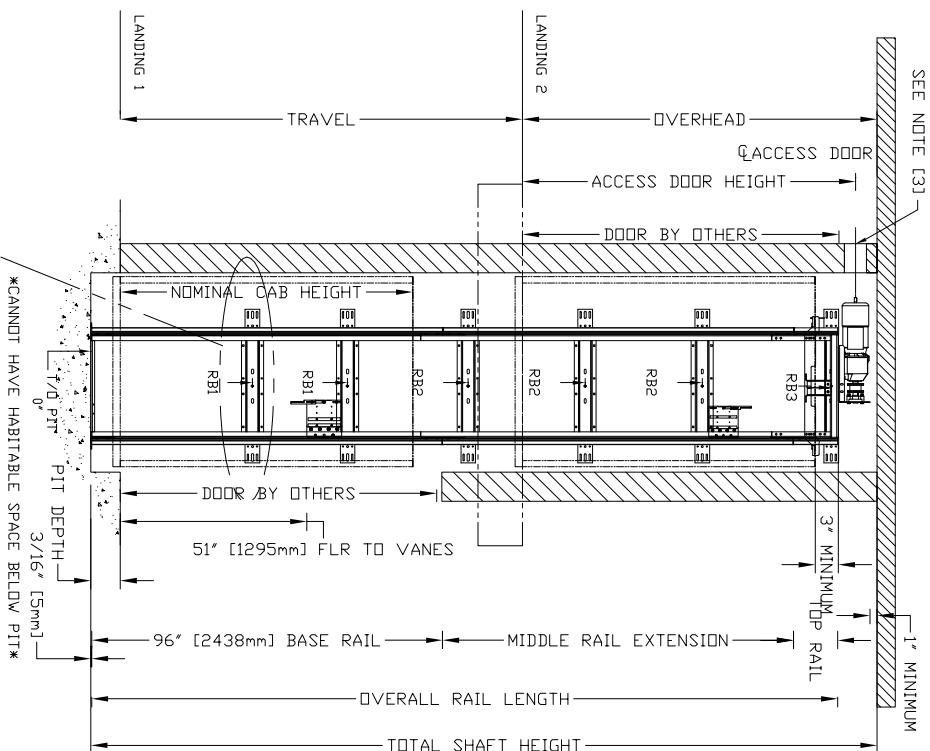 SEE NOTE [3]
1" MINIMUM
LANDING 2
LANDING 1
OVERHEAD
TRAVEL
℄ ACCESS DOOR
ACCESS DOOR HEIGHT
DOOR BY OTHERS
NOMINAL CAB HEIGHT
RB3
RB2
RB2
RB2
RB1
RB1
T/O PIT
0"
DOOR BY OTHERS
51" [1295mm] FLR TO VANES
3" MINIMUM
TOP RAIL
PIT DEPTH
3/16" [5mm]
*CANNOT HAVE HABITABLE SPACE BELOW PIT*
96" [2438mm] BASE RAIL
MIDDLE RAIL EXTENSION
OVERALL RAIL LENGTH
TOTAL SHAFT HEIGHT